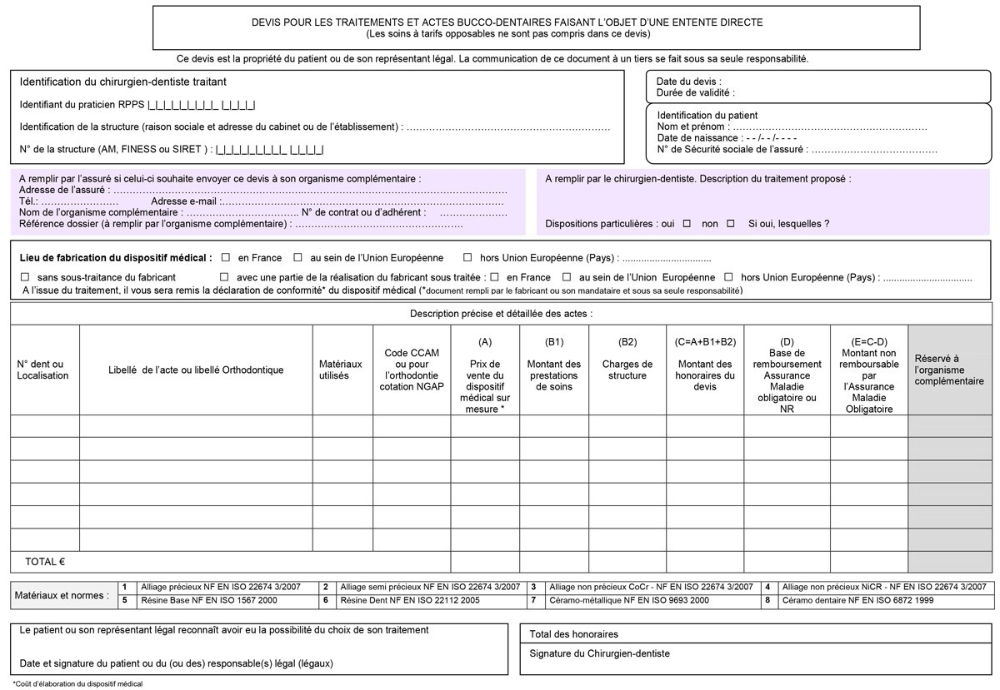 DEVIS POUR LES TRAITEMENTS ET ACTES BUCCO-DENTAIRES FAISANT L'OBJET D'UNE ENTENTE DIRECTE
(Les soins à tarifs opposables ne sont pas compris dans ce devis)
Ce devis est la propriété du patient ou de son représentant légal. La communication de ce document à un tiers se fait sous sa seule responsabilité.
Identification du chirurgien-dentiste traitant
Identifiant du praticien RPPS |_|_|_|_|_|_|_|_|_ |_|_|_|_|
Identification de la structure (raison sociale et adresse du cabinet ou de l'établissement) : ……………………………………………………………
N° de la structure (AM, FINESS ou SIRET ) : |_|_|_|_|_|_|_|_|_ |_|_|_|_|
Date du devis :
Durée de validité :
Identification du patient
Nom et prénom : ……………………………………………………
Date de naissance : - - /- - /- - - -
N° de Sécurité sociale de l'assuré : …………………………………
A remplir par l'assuré si celui-ci souhaite envoyer ce devis à son organisme complémentaire :
Adresse de l'assuré : ……………………………………………………………………………………………………
Tél.: …………………… Adresse e-mail :……………………………………………………………………………
Nom de l'organisme complémentaire : ……………………………. N° de contrat ou d'adhérent : …………………
Référence dossier (à remplir par l'organisme complémentaire) : ……………………………………………
A remplir par le chirurgien-dentiste. Description du traitement proposé :
Dispositions particulières : oui ☐ non ☐ Si oui, lesquelles ?
Lieu de fabrication du dispositif médical : ☐ en France ☐ au sein de l'Union Européenne ☐ hors Union Européenne (Pays) : .................................
☐ sans sous-traitance du fabricant ☐ avec une partie de la réalisation du fabricant sous traitée : ☐ en France ☐ au sein de l'Union Européenne ☐ hors Union Européenne (Pays) : .................................
A l'issue du traitement, il vous sera remis la déclaration de conformité* du dispositif médical (*document rempli par le fabricant ou son mandataire et sous sa seule responsabilité)
Description précise et détaillée des actes :
N° dent ou
Localisation
Libellé de l'acte ou libellé Orthodontique
Matériaux
utilisés
Code CCAM
ou pour
l'orthodontie
cotation NGAP
(A)
Prix de
vente du
dispositif
médical sur
mesure *
(B1)
Montant des
prestations
de soins
(B2)
Charges de
structure
(C=A+B1+B2)
Montant des
honoraires du
devis
(D)
Base de
remboursement
Assurance
Maladie
obligatoire ou
NR
(E=C-D)
Montant non
remboursable
par
l'Assurance
Maladie
Obligatoire
Réservé à
l'organisme
complémentaire
TOTAL €
Matériaux et normes :
1 Alliage précieux NF EN ISO 22674 3/2007
2 Alliage semi précieux NF EN ISO 22674 3/2007
3 Alliage non précieux CoCr - NF EN ISO 22674 3/2007
4 Alliage non précieux NiCR - NF EN ISO 22674 3/2007
5 Résine Base NF EN ISO 1567 2000
6 Résine Dent NF EN ISO 22112 2005
7 Céramo-métallique NF EN ISO 9693 2000
8 Céramo dentaire NF EN ISO 6872 1999
Le patient ou son représentant légal reconnaît avoir eu la possibilité du choix de son traitement
Date et signature du patient ou du (ou des) responsable(s) légal (légaux)
Total des honoraires
Signature du Chirurgien-dentiste
*Coût d'élaboration du dispositif médical